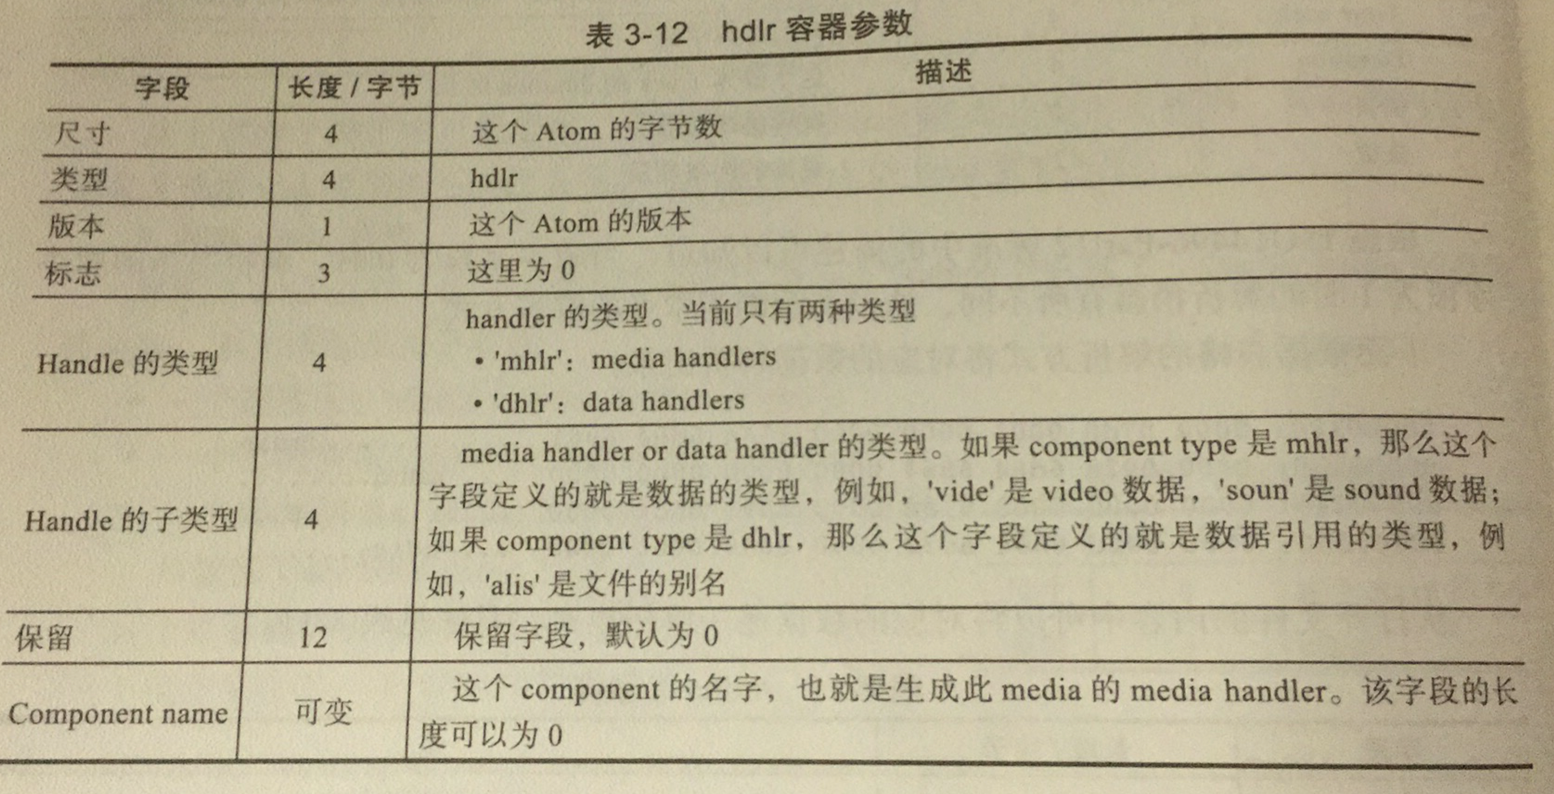 表 3-12 hdlr 容器参数
字段 长度 / 字节 描述
尺寸 4 这个 Atom 的字节数
类型 4 hdlr
版本 1 这个 Atom 的版本
标志 3 这里为 0
Handle 的类型 4 handler 的类型。当前只有两种类型
• 'mhlr'：media handlers
• 'dhlr'：data handlers
Handle 的子类型 4 media handler or data handler 的类型。如果 component type 是 mhlr，那么这个
字段定义的就是数据的类型，例如，'vide' 是 video 数据，'soun' 是 sound 数据；
如果 component type 是 dhlr，那么这个字段定义的就是数据引用的类型，例
如，'alis' 是文件的别名
保留 12 保留字段，默认为 0
Component name 可变 这个 component 的名字，也就是生成此 media 的 media handler。该字段的长
度可以为 0